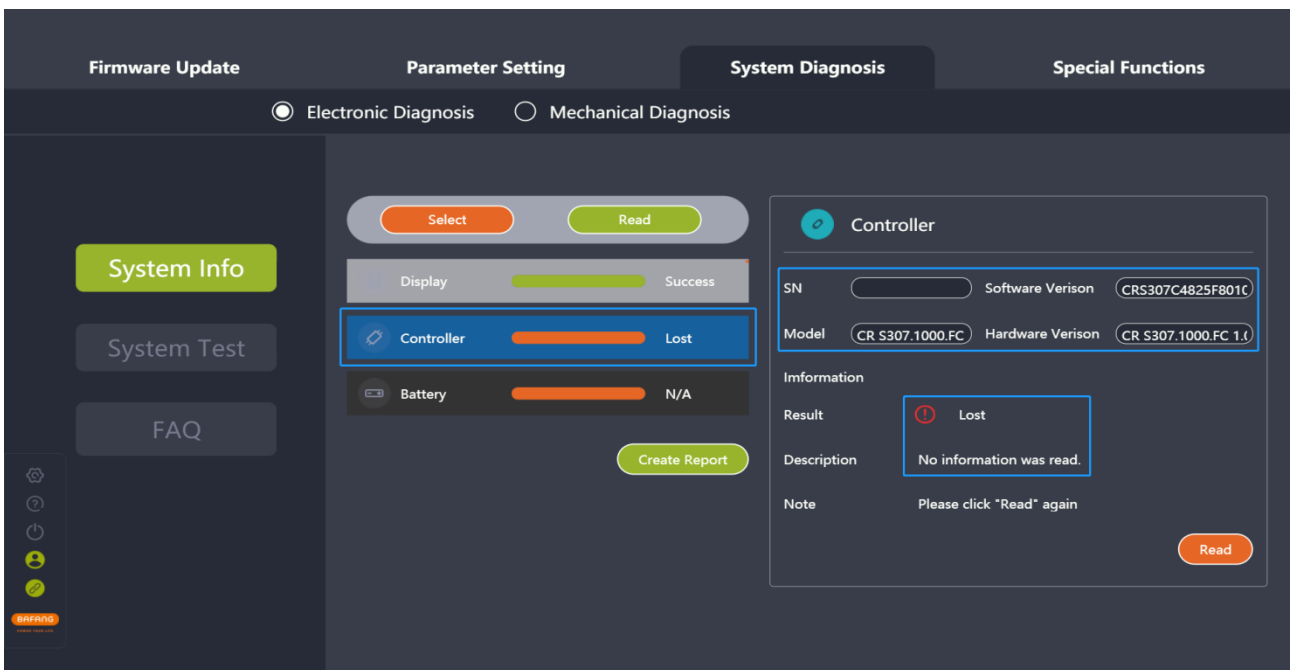 Firmware Update Parameter Setting System Diagnosis Special Functions
Electronic Diagnosis Mechanical Diagnosis
System Info
System Test
FAQ
BAFANG
Select Read
Display Success
Controller Lost
Battery N/A
Create Report
Controller
SN Software Verison CRS307C4825F8010
Model CR S307.1000.FC Hardware Verison CR S307.1000.FC 1.0
Imformation
Result Lost
Description No information was read.
Note Please click "Read" again
Read